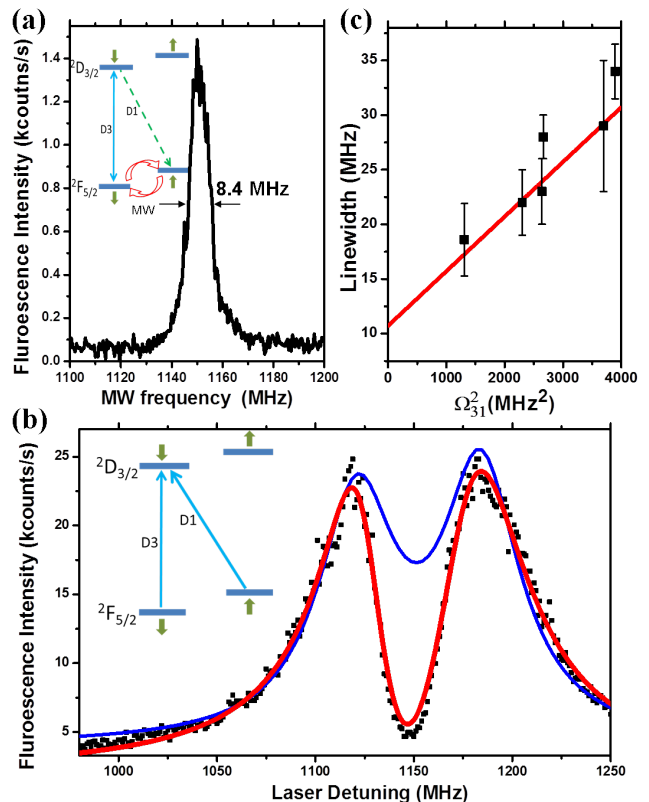 (a)
Fluroescence Intensity (kcoutns/s)
1.4
1.2
1.0
0.8
0.6
0.4
0.2
0.0
²D3/2
D3
D1
²F5/2
MW
8.4 MHz
1100 1120 1140 1160 1180 1200
MW frequency (MHz)
(c)
Linewidth (MHz)
35
30
25
20
15
10
0 1000 2000 3000 4000
Ω²31(MHz²)
(b)
Fluroescence Intensity (kcounts/s)
25
20
15
10
5
²D3/2
D3
D1
²F5/2
1000 1050 1100 1150 1200 1250
Laser Detuning (MHz)